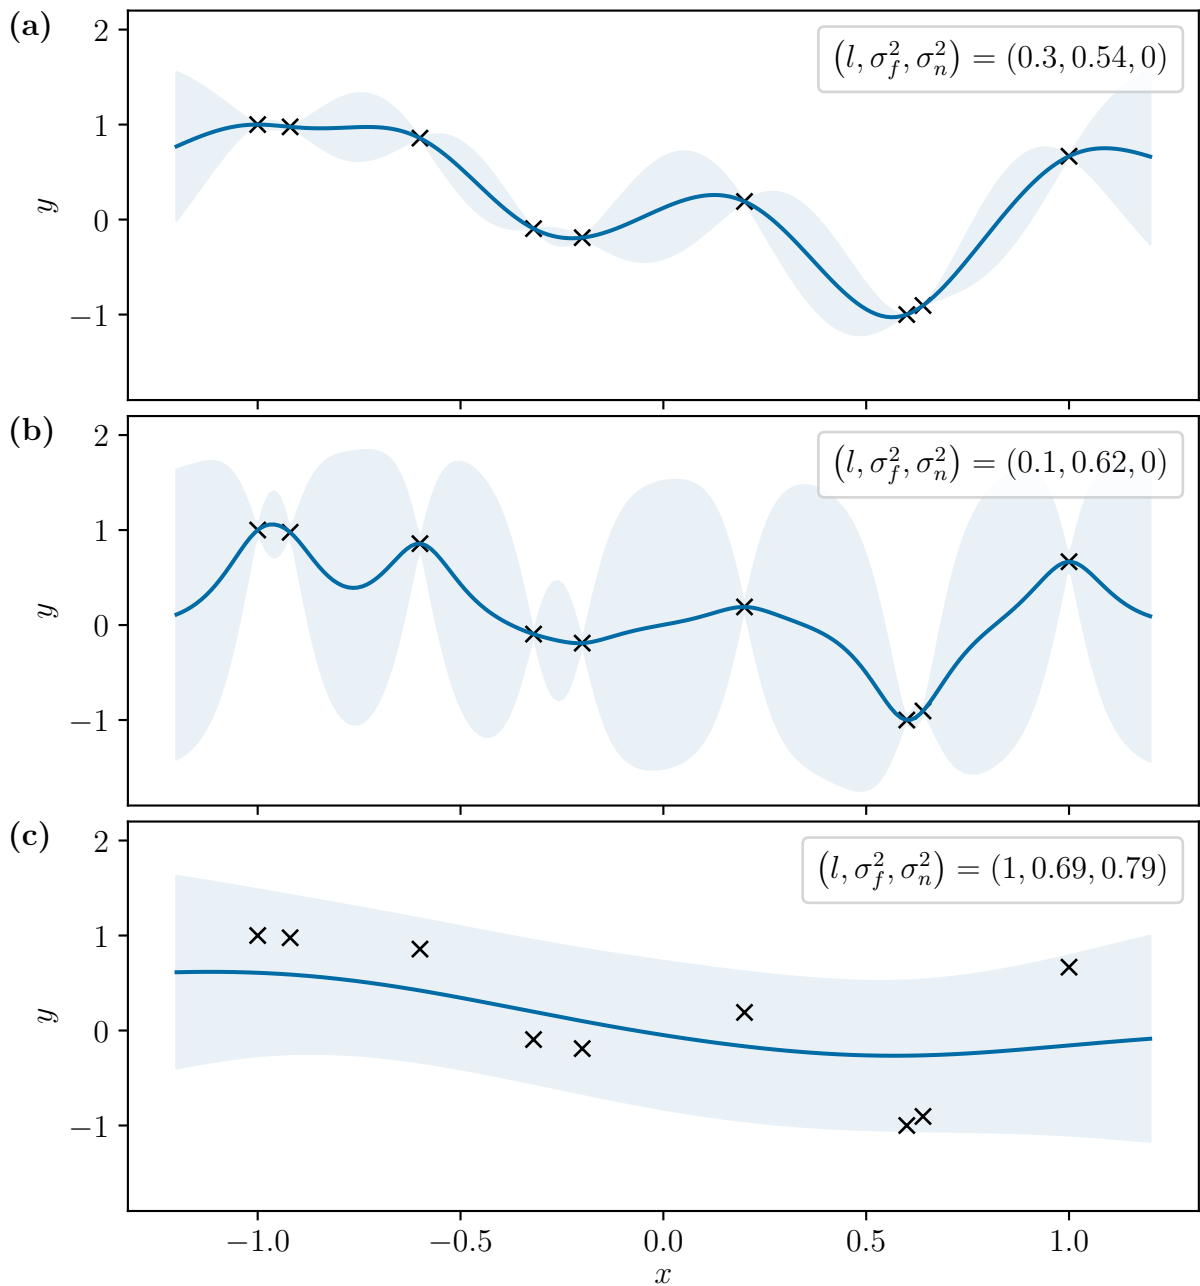 (a)
2
(l, σ_f^2, σ_n^2) = (0.3, 0.54, 0)
1
y
0
−1
(b)
2
(l, σ_f^2, σ_n^2) = (0.1, 0.62, 0)
1
y
0
−1
(c)
2
(l, σ_f^2, σ_n^2) = (1, 0.69, 0.79)
1
y
0
−1
−1.0 −0.5 0.0 0.5 1.0
x